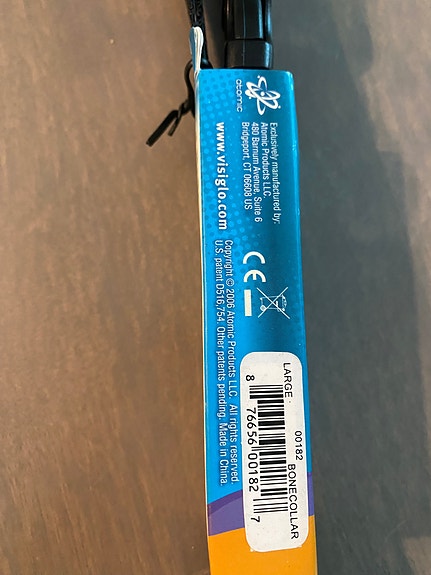 atomic
Exclusively manufactured by:
Atomic Products LLC
480 Barnum Avenue, Suite 6
Bridgeport, CT 06608 US
www.visiglo.com
CE
Copyright © 2006 Atomic Products LLC. All rights reserved.
U.S. patent D516,754. Other patents pending. Made in China.
00182 BONECOLLAR
LARGE
8 76656 00182 7